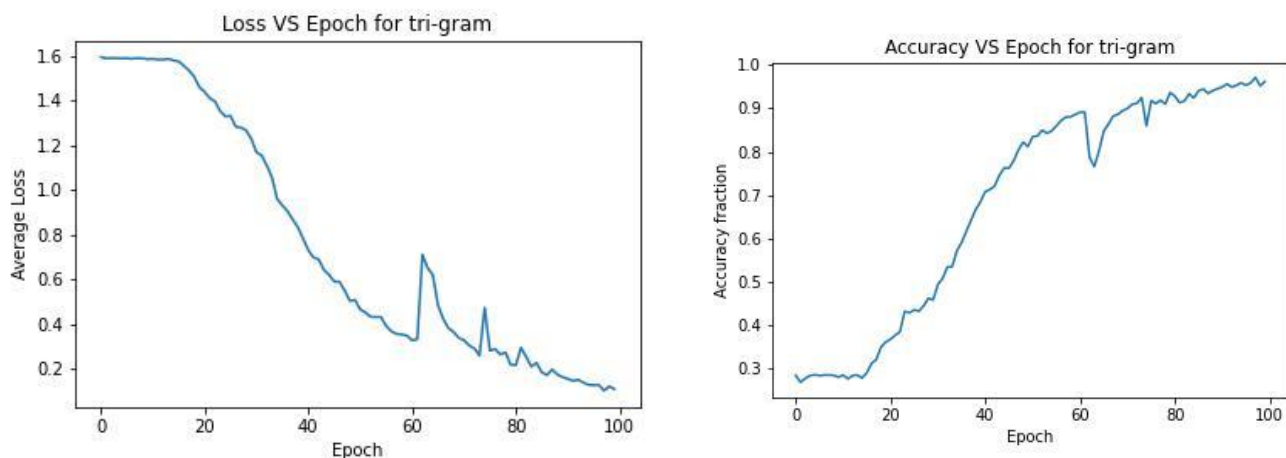 Loss VS Epoch for tri-gram
1.6
1.4
1.2
1.0
0.8
0.6
0.4
0.2
Average Loss
0 20 40 60 80 100
Epoch
Accuracy VS Epoch for tri-gram
1.0
0.9
0.8
0.7
0.6
0.5
0.4
0.3
Accuracy fraction
0 20 40 60 80 100
Epoch